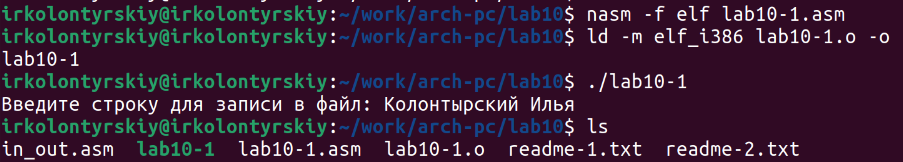 irkolontyrskiy@irkolontyrskiy:~/work/arch-pc/lab10$ nasm -f elf lab10-1.asm
irkolontyrskiy@irkolontyrskiy:~/work/arch-pc/lab10$ ld -m elf_i386 lab10-1.o -o
lab10-1
irkolontyrskiy@irkolontyrskiy:~/work/arch-pc/lab10$ ./lab10-1
Введите строку для записи в файл: Колонтырский Илья
irkolontyrskiy@irkolontyrskiy:~/work/arch-pc/lab10$ ls
in_out.asm  lab10-1  lab10-1.asm  lab10-1.o  readme-1.txt  readme-2.txt